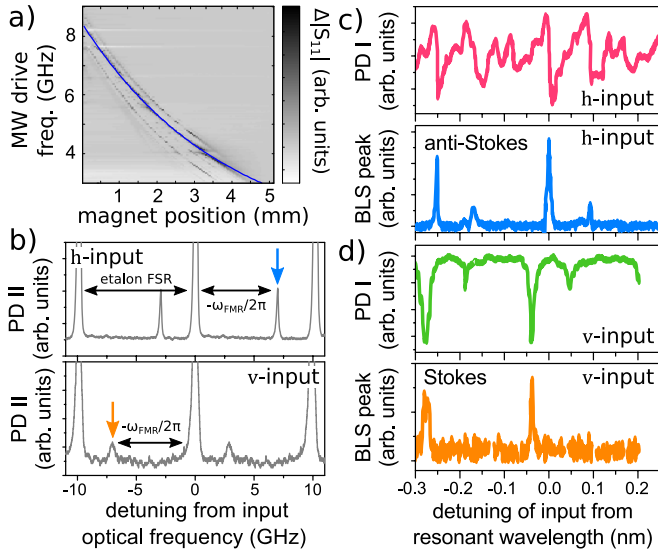 a)
MW drive
freq. (GHz)
8
6
4
1 2 3 4 5
magnet position (mm)
Δ|S₁₁|
(arb. units)
b)
h-input
etalon FSR
-ω_FMR/2π
PD II
(arb. units)
v-input
-ω_FMR/2π
PD II
(arb. units)
-10 -5 0 5 10
detuning from input
optical frequency (GHz)
c)
PD I
(arb. units)
h-input
anti-Stokes
h-input
BLS peak
(arb. units)
d)
PD I
(arb. units)
v-input
Stokes
v-input
BLS peak
(arb. units)
-0.3 -0.2 -0.1 0.0 0.1 0.2
detuning of input from
resonant wavelength (nm)